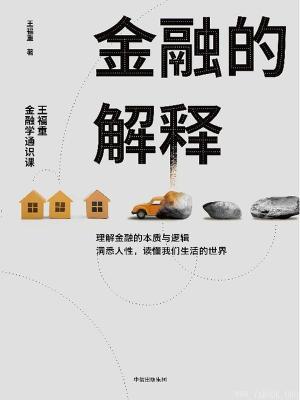 王福重 著
金融的
解释
王福重
金融学通识课
理解金融的本质与逻辑
洞悉人性，读懂我们生活的世界
中信出版集团